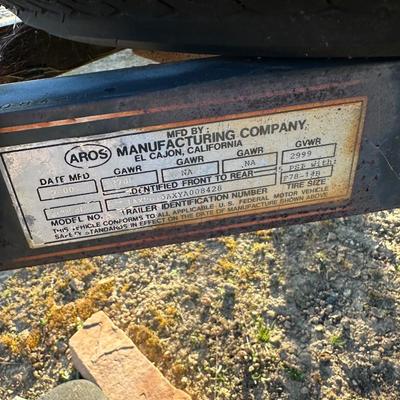 MFD BY:
AROS MANUFACTURING COMPANY
EL CAJON, CALIFORNIA
DATE MFD GAWR GAWR GAWR GVWR
NA NA 2999
IDENTIFIED FRONT TO REAR PSI With:
F78-14B
MODEL NO. TRAILER IDENTIFICATION NUMBER TIRE SIZE
THIS VEHICLE CONFORMS TO ALL APPLICABLE U.S. FEDERAL MOTOR VEHICLE
SAFETY STANDARDS IN EFFECT ON THE DATE OF MANUFACTURE SHOWN ABOVE